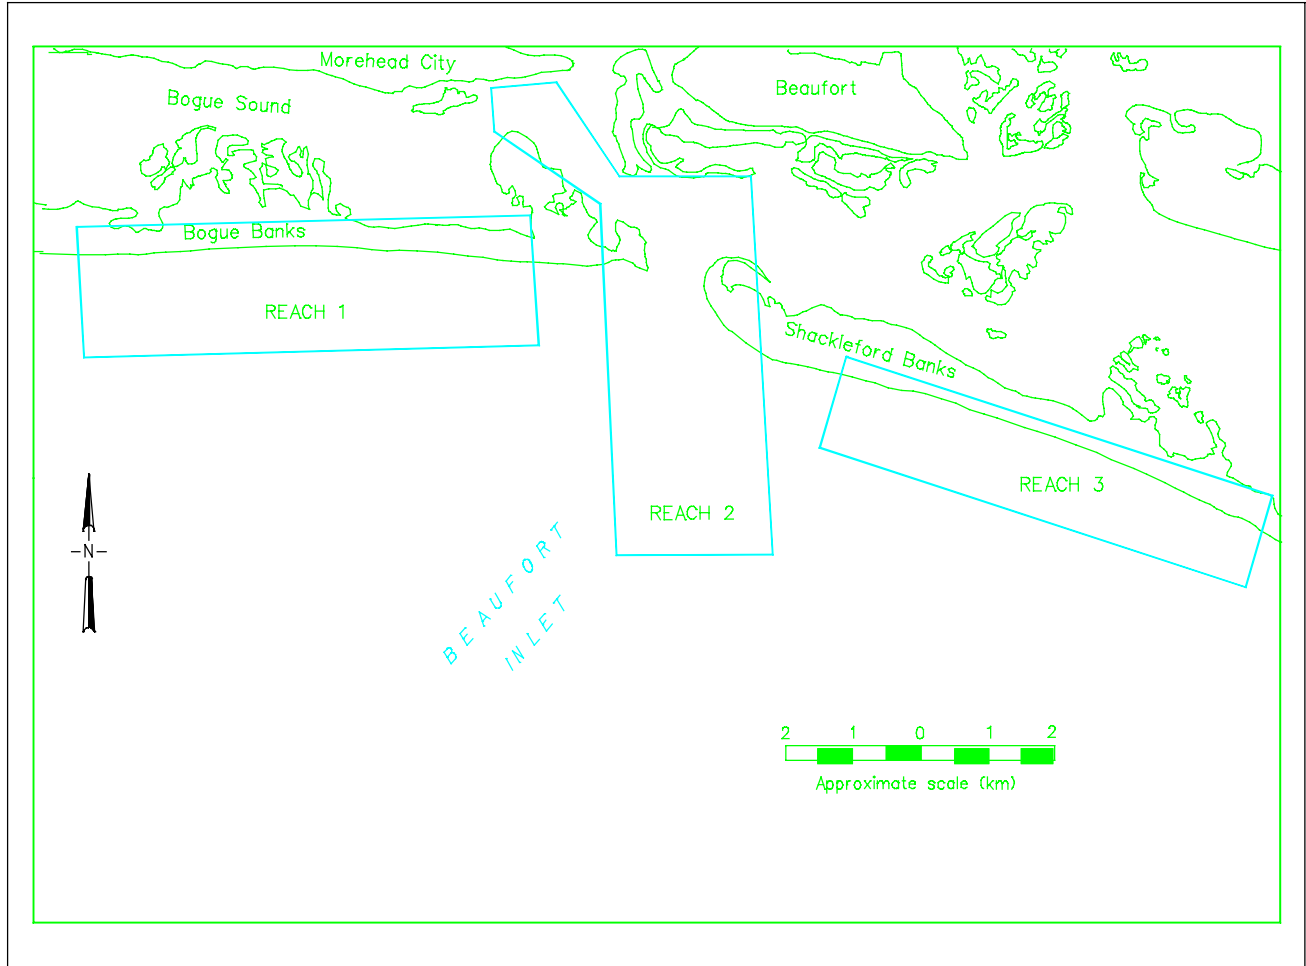 Morehead City
Beaufort
Bogue Sound
Bogue Banks
REACH 1
Shackleford Banks
REACH 3
REACH 2
-N-
BEAUFORT
INLET
2 1 0 1 2
Approximate scale (km)